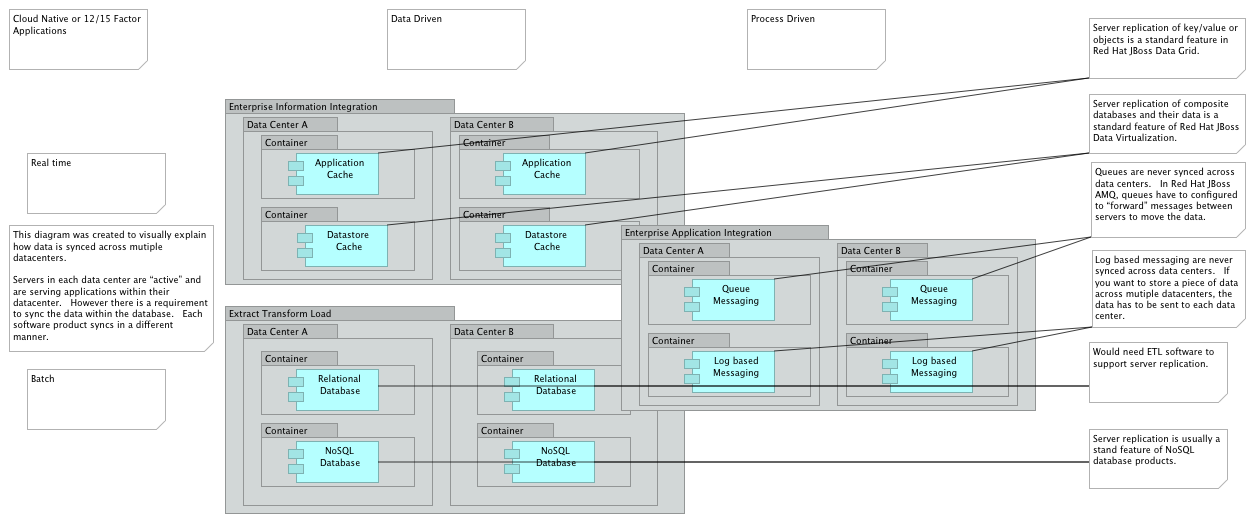 Cloud Native or 12/15 Factor
Applications
Data Driven
Process Driven
Server replication of key/value or
objects is a standard feature in
Red Hat JBoss Data Grid.
Enterprise Information Integration
Data Center A
Container
Application
Cache
Container
Datastore
Cache
Data Center B
Container
Application
Cache
Container
Datastore
Cache
Server replication of composite
databases and their data is a
standard feature of Red Hat JBoss
Data Virtualization.
Real time
Queues are never synced across
data centers.   In Red Hat JBoss
AMQ, queues have to configured
to "forward" messages between
servers to move the data.
This diagram was created to visually explain
how data is synced across mutiple
datacenters.
Servers in each data center are "active" and
are serving applications within their
datacenter.   However there is a requirement
to sync the data within the database.   Each
software product syncs in a different
manner.
Enterprise Application Integration
Data Center A
Container
Queue
Messaging
Container
Log based
Messaging
Data Center B
Container
Queue
Messaging
Container
Log based
Messaging
Log based messaging are never
synced across data centers.   If
you want to store a piece of data
across mutiple datacenters, the
data has to be sent to each data
center.
Extract Transform Load
Data Center A
Container
Relational
Database
Container
NoSQL
Database
Data Center B
Container
Relational
Database
Container
NoSQL
Database
Would need ETL software to
support server replication.
Batch
Server replication is usually a
stand feature of NoSQL
database products.